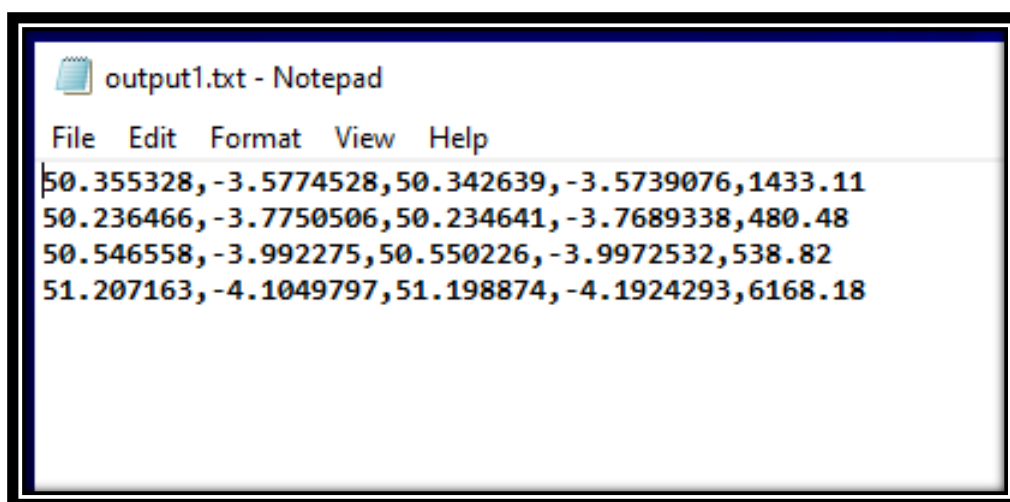 output1.txt - Notepad
File Edit Format View Help
50.355328,-3.5774528,50.342639,-3.5739076,1433.11
50.236466,-3.7750506,50.234641,-3.7689338,480.48
50.546558,-3.992275,50.550226,-3.9972532,538.82
51.207163,-4.1049797,51.198874,-4.1924293,6168.18